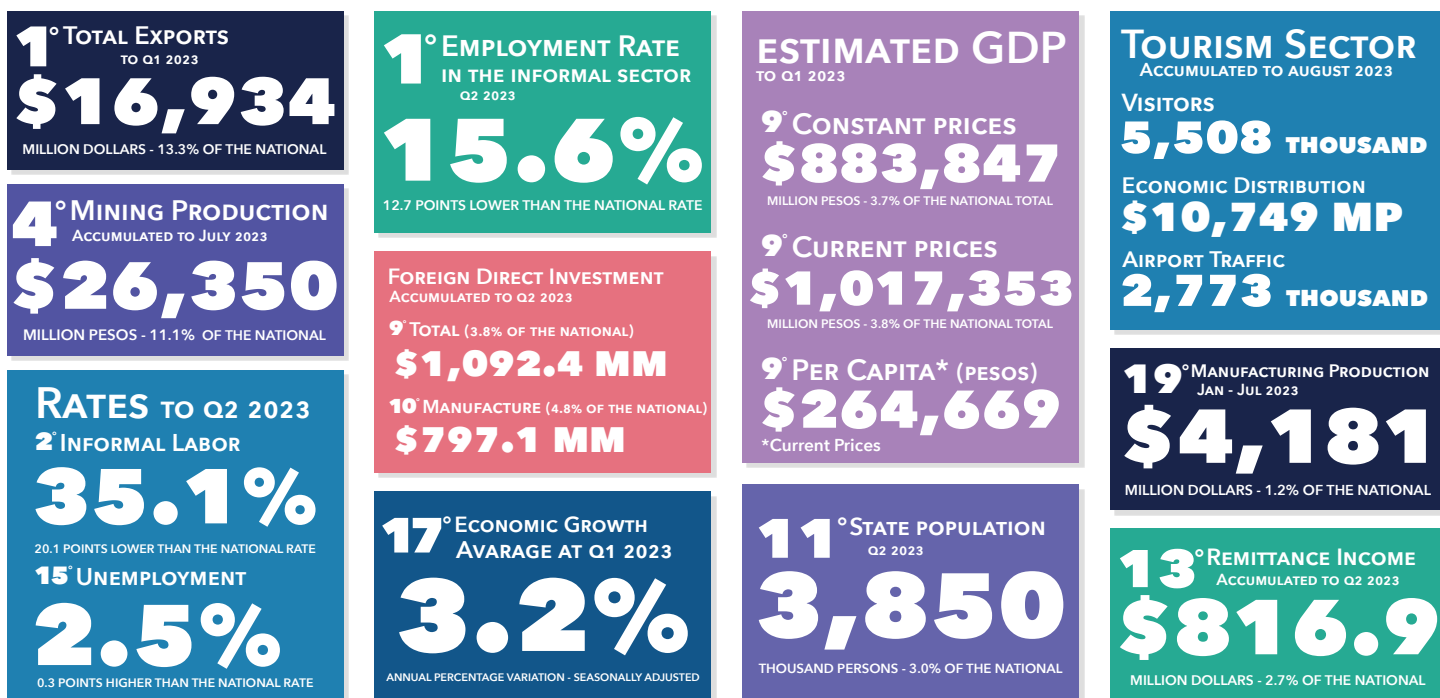 1° Total Exports
to Q1 2023
$16,934
MILLION DOLLARS - 13.3% OF THE NATIONAL
4° Mining Production
Accumulated to July 2023
$26,350
MILLION PESOS - 11.1% OF THE NATIONAL
Rates to Q2 2023
2° Informal Labor
35.1%
20.1 POINTS LOWER THAN THE NATIONAL RATE
15° Unemployment
2.5%
0.3 POINTS HIGHER THAN THE NATIONAL RATE
1° Employment Rate
in the informal sector
Q2 2023
15.6%
12.7 POINTS LOWER THAN THE NATIONAL RATE
Foreign Direct Investment
Accumulated to Q2 2023
9° Total (3.8% of the national)
$1,092.4 MM
10° Manufacture (4.8% of the national)
$797.1 MM
17° Economic Growth
Avarage at Q1 2023
3.2%
ANNUAL PERCENTAGE VARIATION - SEASONALLY ADJUSTED
estimated GDP
to Q1 2023
9° Constant prices
$883,847
MILLION PESOS - 3.7% OF THE NATIONAL TOTAL
9° Current prices
$1,017,353
MILLION PESOS - 3.8% OF THE NATIONAL TOTAL
9° Per Capita* (pesos)
$264,669
*Current Prices
11° State population
Q2 2023
3,850
THOUSAND PERSONS - 3.0% OF THE NATIONAL
Tourism Sector
Accumulated to august 2023
Visitors
5,508 thousand
Economic Distribution
$10,749 MP
Airport Traffic
2,773 thousand
19° Manufacturing Production
Jan - Jul 2023
$4,181
MILLION DOLLARS - 1.2% OF THE NATIONAL
13° Remittance Income
Accumulated to Q2 2023
$816.9
MILLION DOLLARS - 2.7% OF THE NATIONAL